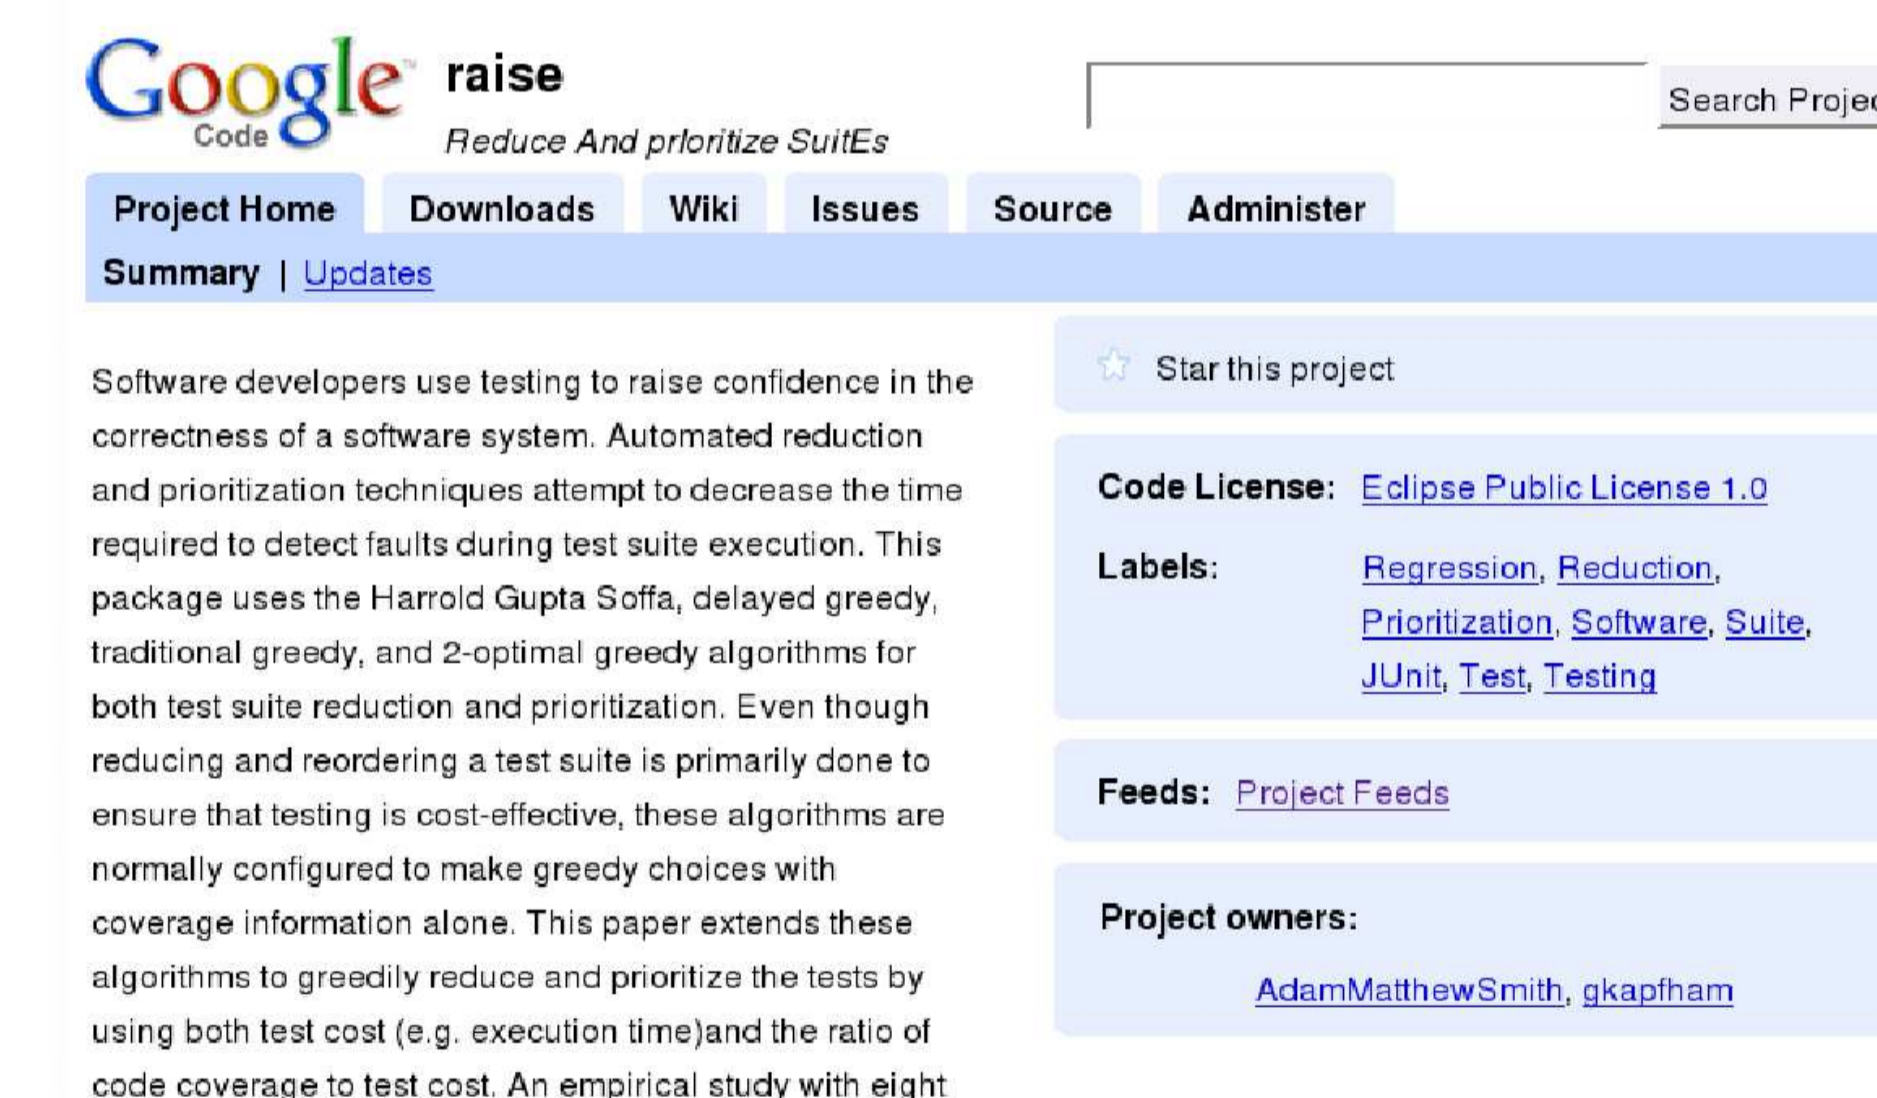 Google™ raise
Code
Reduce And prIoritize SuitEs
Search Projec
Project Home Downloads Wiki Issues Source Administer
Summary | Updates
Software developers use testing to raise confidence in the
correctness of a software system. Automated reduction
and prioritization techniques attempt to decrease the time
required to detect faults during test suite execution. This
package uses the Harrold Gupta Soffa, delayed greedy,
traditional greedy, and 2-optimal greedy algorithms for
both test suite reduction and prioritization. Even though
reducing and reordering a test suite is primarily done to
ensure that testing is cost-effective, these algorithms are
normally configured to make greedy choices with
coverage information alone. This paper extends these
algorithms to greedily reduce and prioritize the tests by
using both test cost (e.g. execution time)and the ratio of
code coverage to test cost. An empirical study with eight
Star this project
Code License: Eclipse Public License 1.0
Labels: Regression, Reduction,
Prioritization, Software, Suite,
JUnit, Test, Testing
Feeds: Project Feeds
Project owners:
AdamMatthewSmith, gkapfham